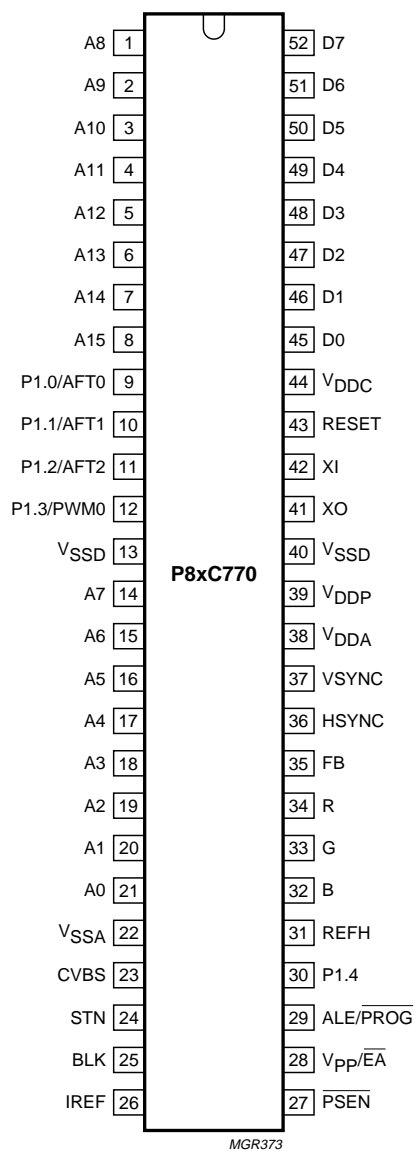 A8 1 52 D7
A9 2 51 D6
A10 3 50 D5
A11 4 49 D4
A12 5 48 D3
A13 6 47 D2
A14 7 46 D1
A15 8 45 D0
P1.0/AFT0 9 44 VDDC
P1.1/AFT1 10 43 RESET
P1.2/AFT2 11 42 XI
P1.3/PWM0 12 41 XO
VSSD 13 40 VSSD
P8xC770
A7 14 39 VDDP
A6 15 38 VDDA
A5 16 37 VSYNC
A4 17 36 HSYNC
A3 18 35 FB
A2 19 34 R
A1 20 33 G
A0 21 32 B
VSSA 22 31 REFH
CVBS 23 30 P1.4
STN 24 29 ALE/P̅R̅O̅G̅
BLK 25 28 VPP/E̅A̅
IREF 26 27 P̅S̅E̅N̅
MGR373